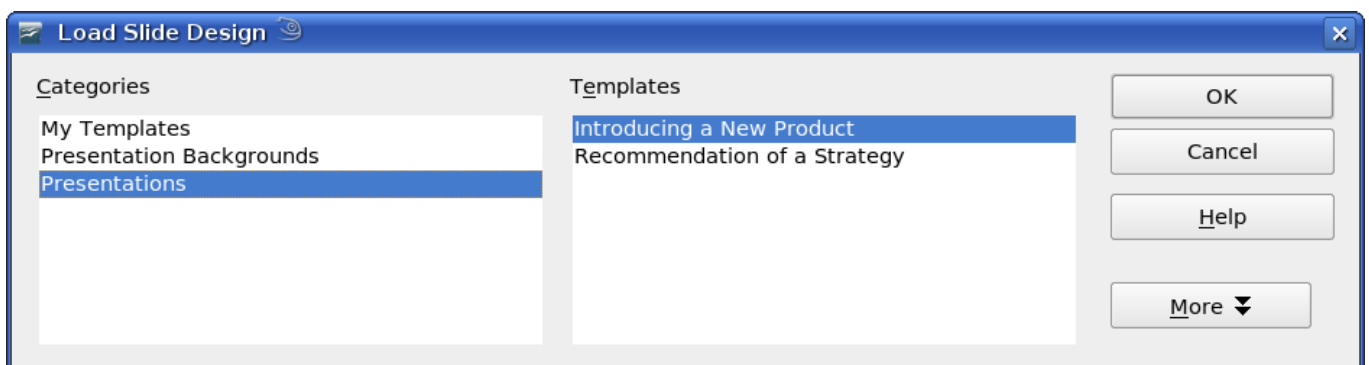 Load Slide Design
Categories
My Templates
Presentation Backgrounds
Presentations
Templates
Introducing a New Product
Recommendation of a Strategy
OK
Cancel
Help
More